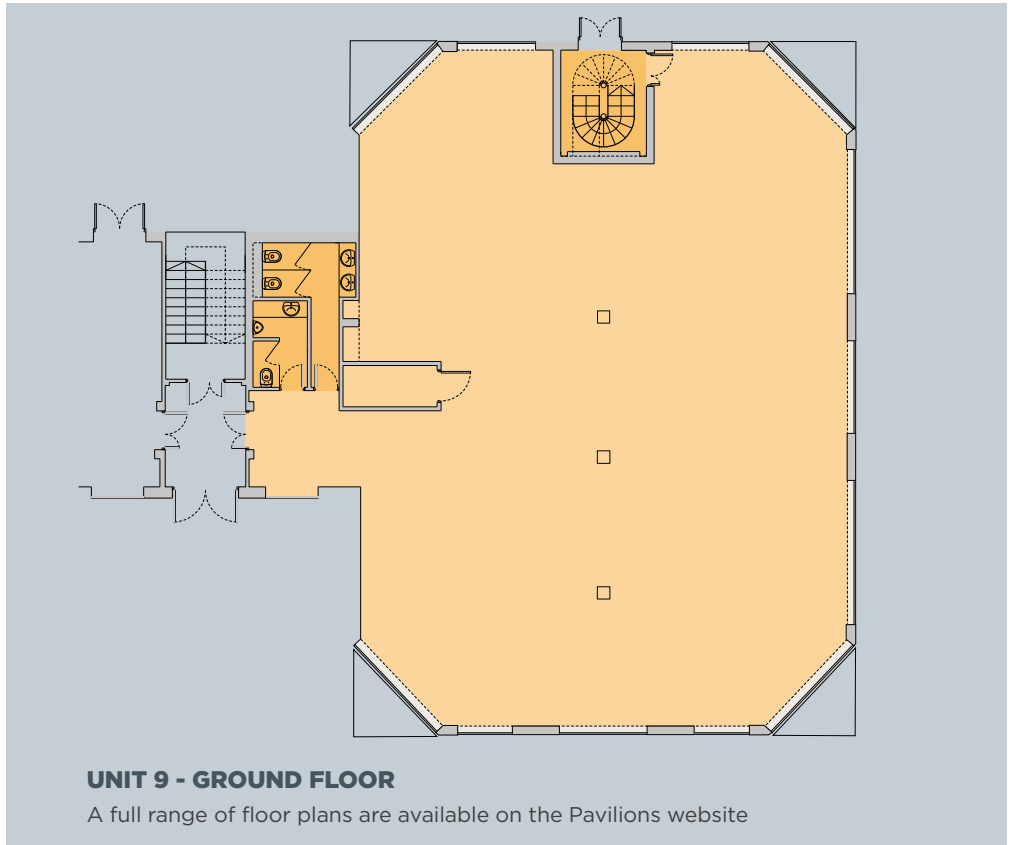 UNIT 9 - GROUND FLOOR
A full range of floor plans are available on the Pavilions website